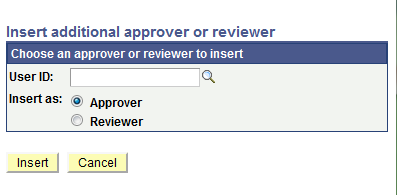 Insert additional approver or reviewer
Choose an approver or reviewer to insert
User ID:
Insert as: Approver
Reviewer
Insert Cancel